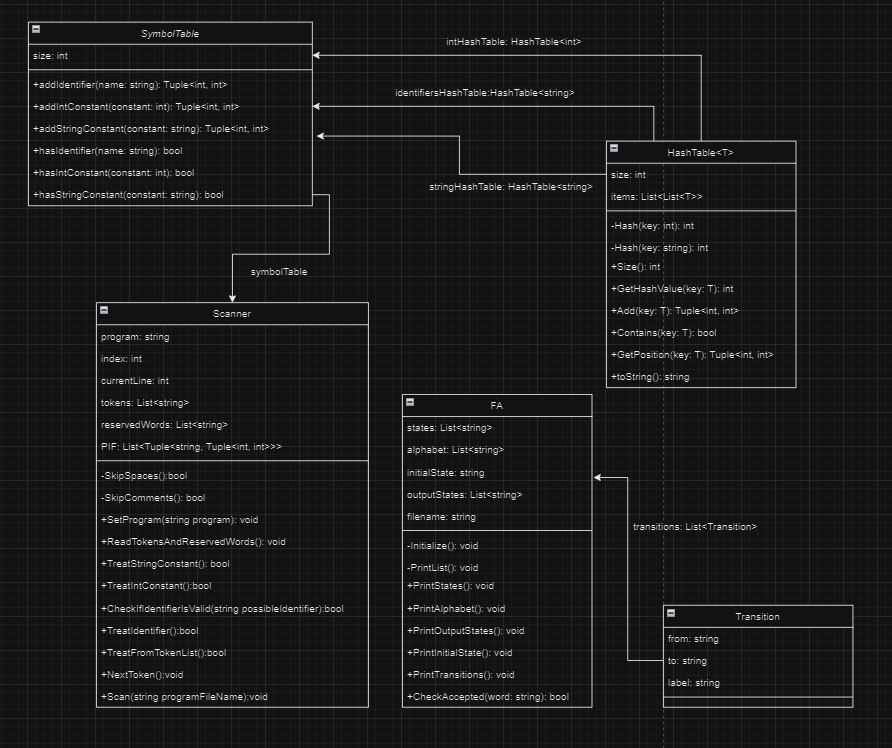 SymbolTable
size: int
+addIdentifier(name: string): Tuple<int, int>
+addIntConstant(constant: int): Tuple<int, int>
+addStringConstant(constant: string): Tuple<int, int>
+hasIdentifier(name: string): bool
+hasIntConstant(constant: int): bool
+hasStringConstant(constant: string): bool
intHashTable: HashTable<int>
identifiersHashTable:HashTable<string>
stringHashTable: HashTable<string>
HashTable<T>
size: int
items: List<List<T>>
-Hash(key: int): int
-Hash(key: string): int
+Size(): int
+GetHashValue(key: T): int
+Add(key: T): Tuple<int, int>
+Contains(key: T): bool
+GetPosition(key: T): Tuple<int, int>
+toString(): string
symbolTable
Scanner
program: string
index: int
currentLine: int
tokens: List<string>
reservedWords: List<string>
PIF: List<Tuple<string, Tuple<int, int>>>
-SkipSpaces():bool
-SkipComments(): bool
+SetProgram(string program): void
+ReadTokensAndReservedWords(): void
+TreatStringConstant(): bool
+TreatIntConstant():bool
+CheckIfIdentifierIsValid(string possibleIdentifier):bool
+TreatIdentifier():bool
+TreatFromTokenList():bool
+NextToken():void
+Scan(string programFileName):void
FA
states: List<string>
alphabet: List<string>
initialState: string
outputStates: List<string>
filename: string
-Initialize(): void
-PrintList(): void
+PrintStates(): void
+PrintAlphabet(): void
+PrintOutputStates(): void
+PrintInitialState(): void
+PrintTransitions(): void
+CheckAccepted(word: string): bool
transitions: List<Transition>
Transition
from: string
to: string
label: string